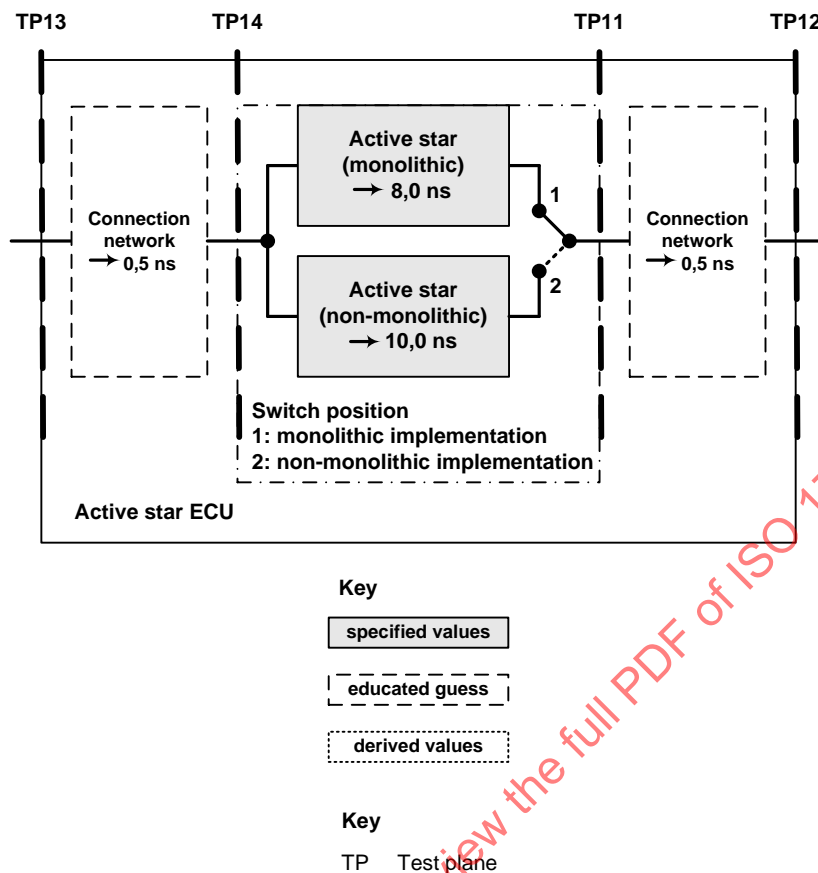 TP13
TP14
TP11
TP12
Connection
network
→ 0,5 ns
Active star
(monolithic)
→ 8,0 ns
1
Active star
(non-monolithic)
→ 10,0 ns
2
Connection
network
→ 0,5 ns
Switch position
1: monolithic implementation
2: non-monolithic implementation
Active star ECU
Key
specified values
educated guess
derived values
Key
TP Test plane
the full PDF of ISO